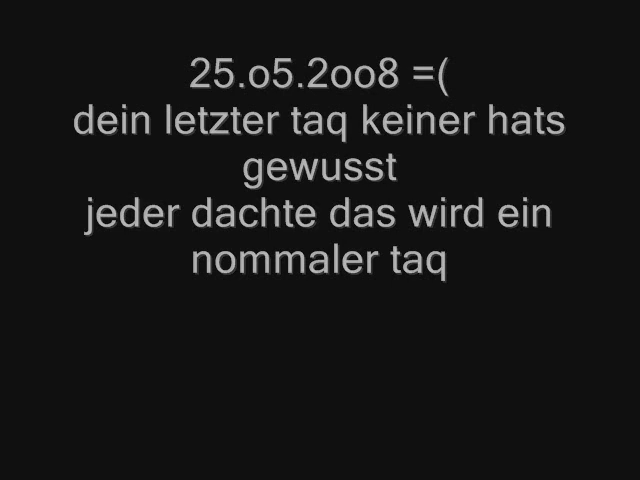 25.o5.2oo8 =(
dein letzter taq keiner hats
gewusst
jeder dachte das wird ein
nommaler taq